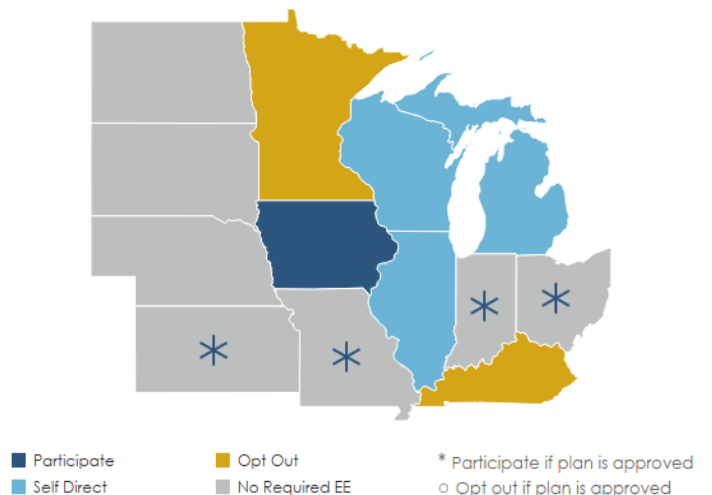 Participate
Opt Out
* Participate if plan is approved
Self Direct
No Required EE
○ Opt out if plan is approved